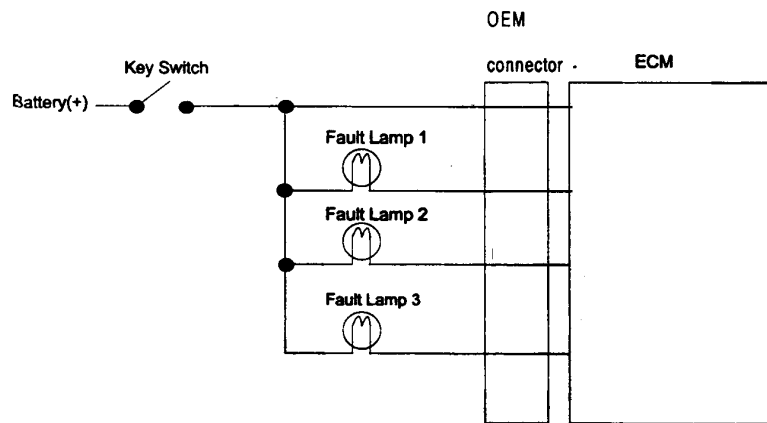 OEM
connector
ECM
Key Switch
Battery(+)
Fault Lamp 1
Fault Lamp 2
Fault Lamp 3